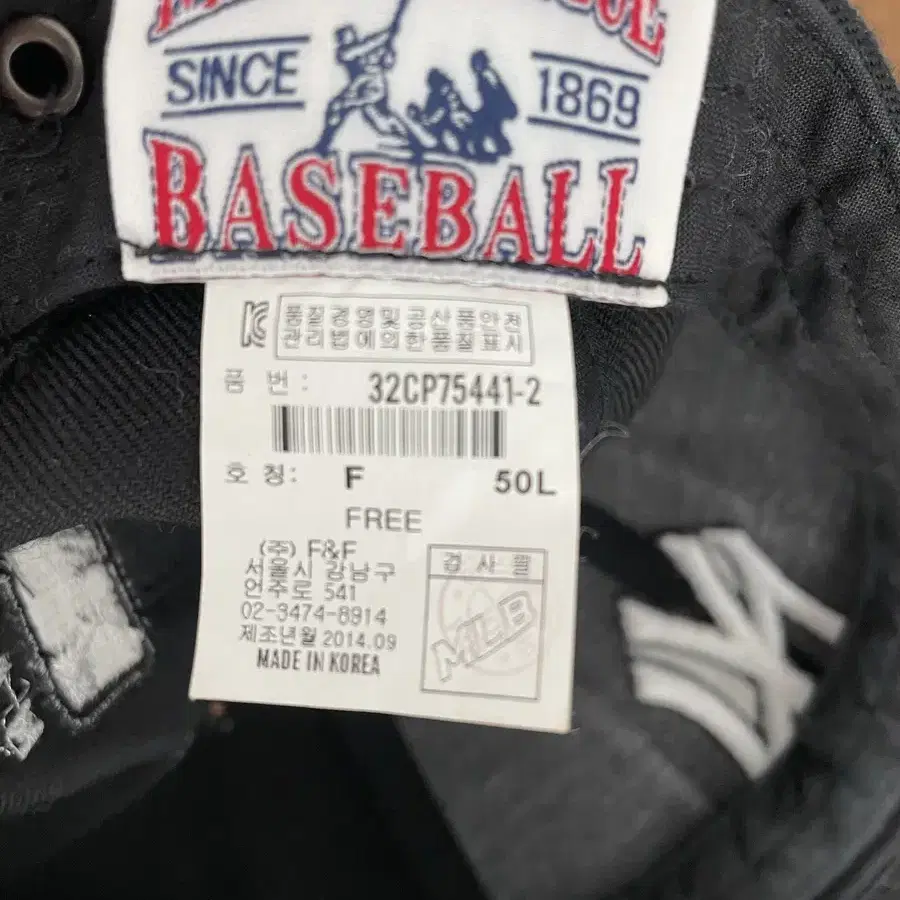 SINCE
1869
BASEBALL
품질경영및공산품안전
관리법에의한품질표시
품 번: 32CP75441-2
호 칭: F 50L
FREE
(주) F&F
서울시 강남구
언주로 541
02-3474-8914
제조년월 2014.09
MADE IN KOREA
검 사 필
MLB